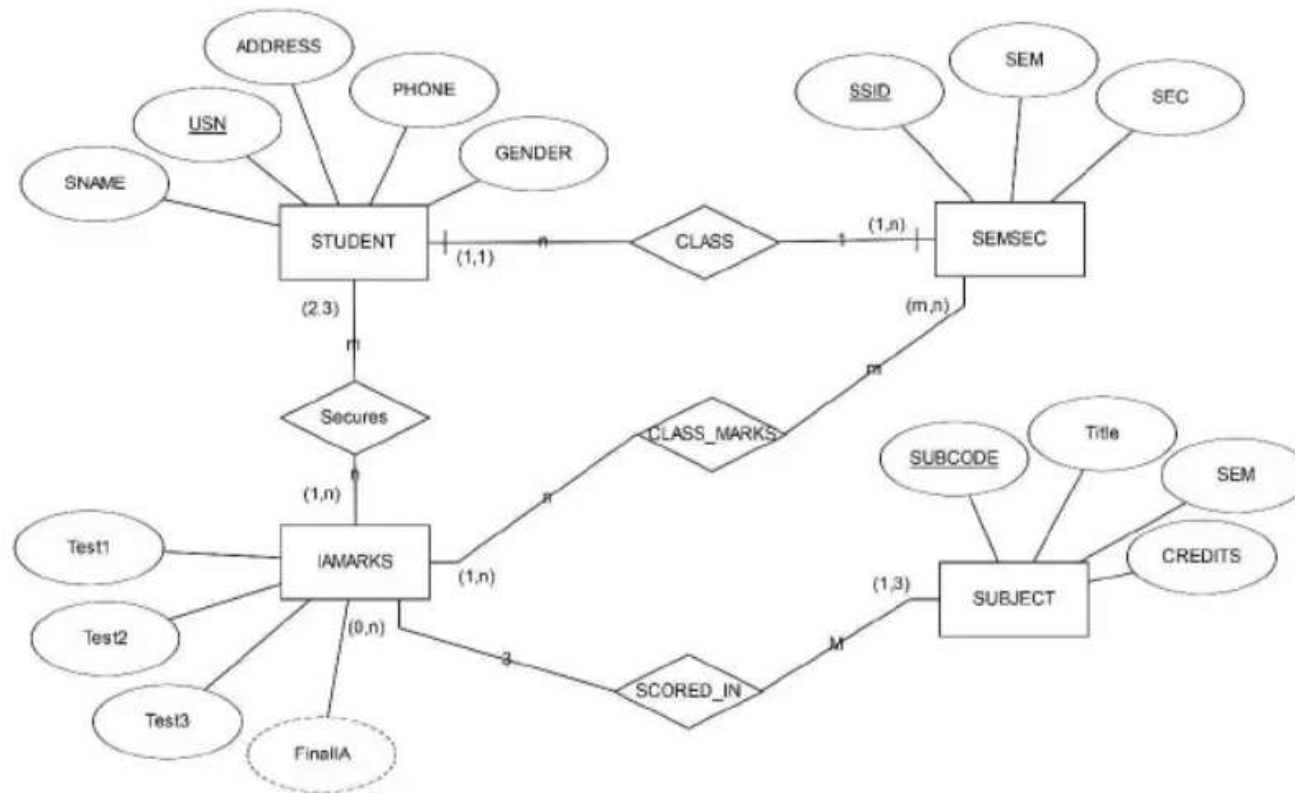 ADDRESS
SEM
PHONE
SSID
SEC
USN
GENDER
SNAME
STUDENT
n
CLASS
1
(1,n)
SEMSEC
(1,1)
(2.3)
(m,n)
m
m
Secures
CLASS_MARKS
Title
SUBCODE
n
SEM
(1,n)
n
Test1
IAMARKS
CREDITS
(1,n)
(1,3)
SUBJECT
Test2
(0,n)
3
M
SCORED_IN
Test3
FinalIA